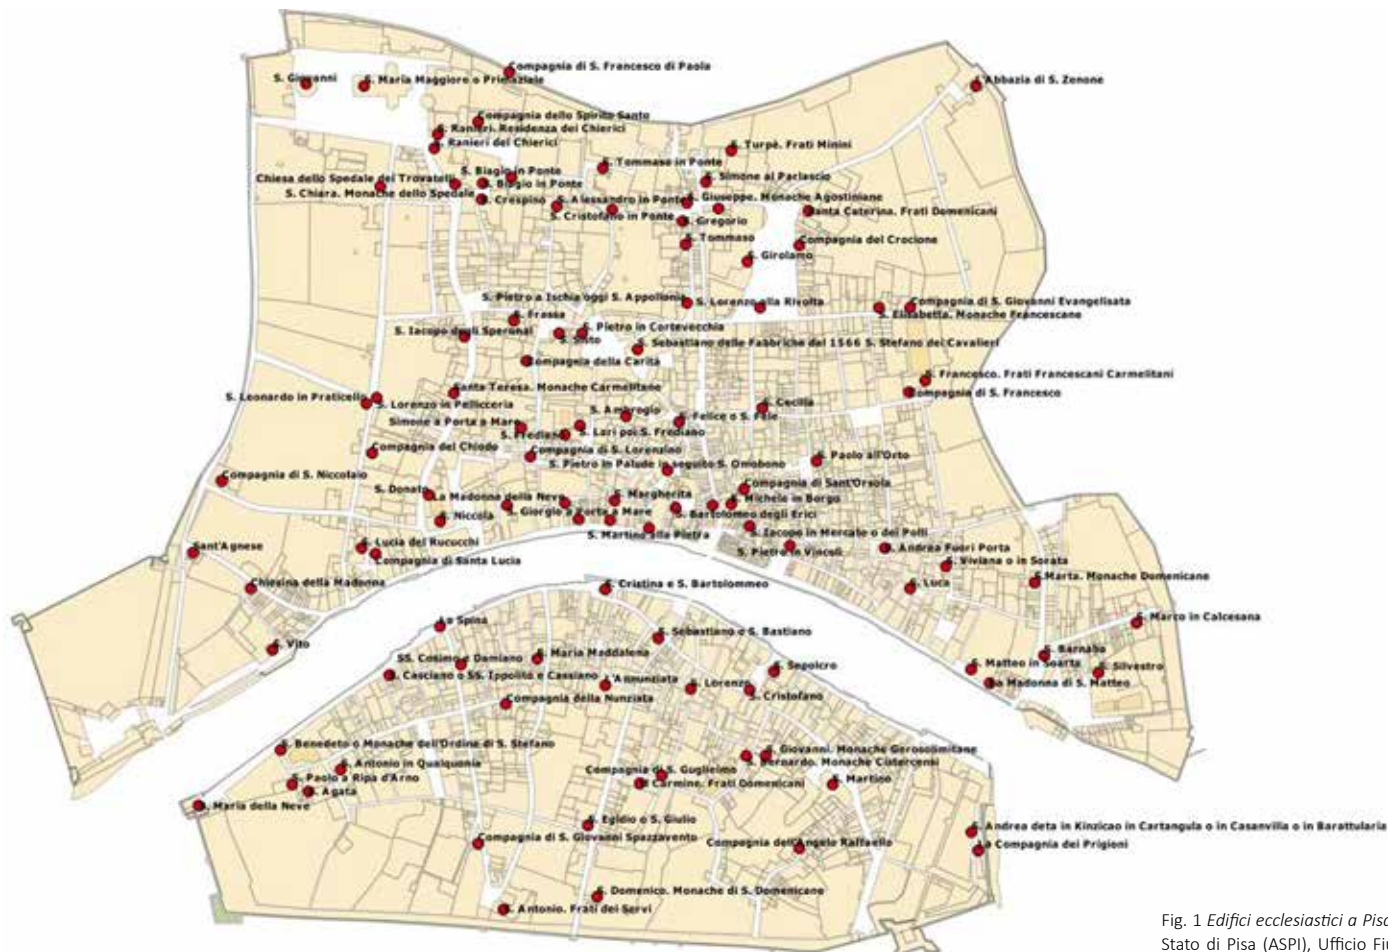 Compagnia di S. Francesco di Paola
S. Giovanni
S. Maria Maggiore o Primaziale
L'Abbazia di S. Zenone
Compagnia dello Spirito Santo
S. Ranieri. Residenza dei Chierici
S. Ranieri dei Chierici
S. Turpè. Frati Minini
S. Tommaso in Ponte
S. Biagio in Ponte
Chiesa dello Spedale dei Trovatelli
S. Biagio in Ponte
S. Simone al Parlascio
S. Chiara. Monache dello Spedale
S. Crespino
S. Alessandro in Ponte
S. Giuseppe. Monache Agostiniane
Santa Caterina. Frati Domenicani
S. Cristofano in Ponte
S. Gregorio
S. Tommaso
Compagnia del Crocione
S. Girolamo
S. Pietro a Ischia oggi S. Appollonia
S. Lorenzo alla Rivolta
Compagnia di S. Giovanni Evangelisata
S. Elisabetta. Monache Francescane
S. Frassa
S. Iacopo degli Speronai
S. Sisto
S. Pietro in Cortevecchia
S. Sebastiano delle Fabbriche dal 1566 S. Stefano dei Cavalieri
Compagnia della Carità
S. Francesco. Frati Francescani Carmelitani
Compagnia di S. Francesco
Santa Teresa. Monache Carmelitane
S. Leonardo in Praticello
S. Lorenzo in Pellicceria
S. Cecilia
S. Ambrogio
S. Felice o S. Fele
Simone a Porta a Mare
S. Frediano
S. Lari poi S. Frediano
Compagnia del Chiodo
Compagnia di S. Lorenzino
S. Paolo all'Orto
S. Pietro in Palude in seguito S. Omobono
Compagnia di S. Niccolaio
Compagnia di Sant'Orsola
S. Donato
La Madonna della Neve
S. Margherita
S. Michele in Borgo
S. Niccola
S. Giorgio a Porta a Mare
S. Bartolomeo degli Erici
S. Martino alla Pietra
S. Iacopo in Mercato o dei Polli
Sant'Agnese
S. Lucia dei Rucucchi
S. Pietro in Vincoli
S. Andrea Fuori Porta
Compagnia di Santa Lucia
S. Viviana o in Sorata
Chiesina della Madonna
S. Cristina e S. Bartolommeo
S. Luca
S.Marta. Monache Domenicane
S. Marco in Calcesana
La Spina
S. Sebastiano o S. Bastiano
S. Vito
SS. Cosimo e Damiano
S. Maria Maddalena
S. Sepolcro
S. Barnaba
S. Matteo in Soarta
S. Silvestro
S. Casciano o SS. Ippolito e Cassiano
L'Annunziata
S. Lorenzo
S. Cristofano
La Madonna di S. Matteo
Compagnia della Nunziata
S. Benedeto o Monache dell'Ordine di S. Stefano
S. Giovanni. Monache Gerosolimitane
S. Bernardo. Monache Cistercensi
S. Antonio in Qualquonia
Compagnia di S. Guglielmo
S. Paolo a Ripa d'Arno
S. Agata
Il Carmine. Frati Domenicani
S. Martino
S. Maria della Neve
S. Egidio o S. Giulio
S. Andrea deta in Kinzicao in Cartangula o in Casanvilla o in Barattularia
Compagnia di S. Giovanni Spazzavento
Compagnia dell'Angelo Raffaello
La Compagnia dei Prigioni
S. Domenico. Monache di S. Domenicane
S. Antonio. Frati dei Servi
Fig. 1 Edifici ecclesiastici a Pisa
Stato di Pisa (ASPI), Ufficio